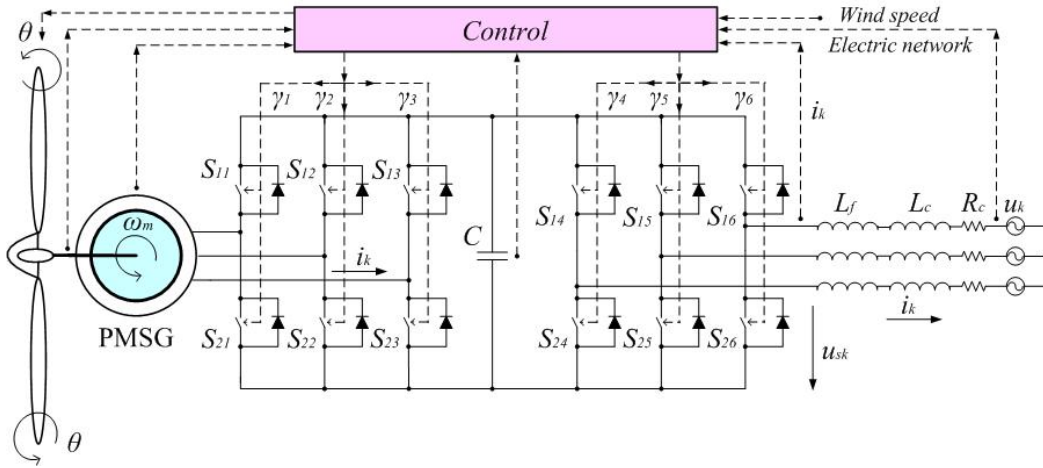 θ
Control
Wind speed
Electric network
γ1
γ2
γ3
γ4
γ5
γ6
ik
S11
S12
S13
S14
S15
S16
Lf
Lc
Rc
uk
ωm
C
ik
PMSG
S21
S22
S23
S24
S25
S26
ik
usk
θ